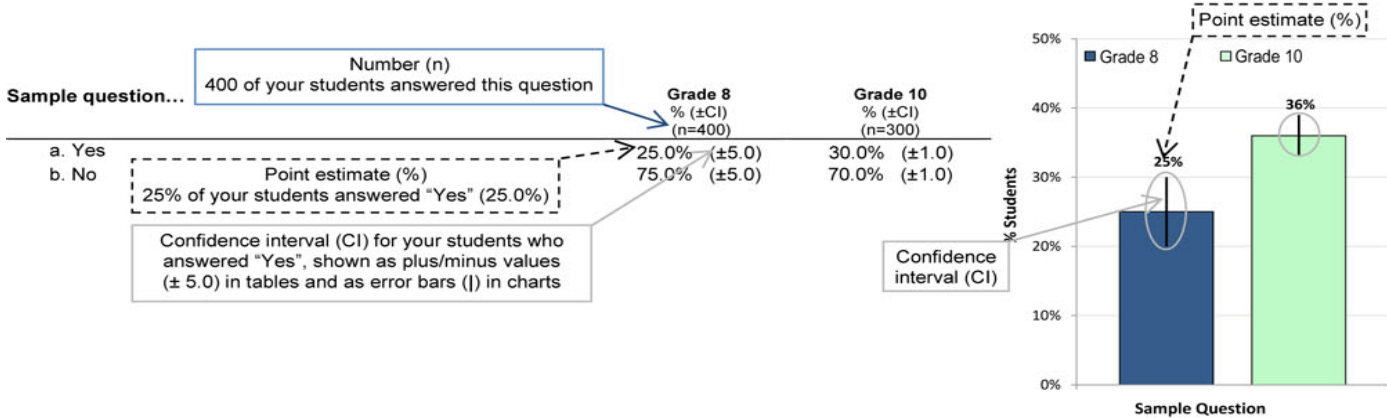 Number (n)
400 of your students answered this question
Sample question...
Grade 8
% (±CI)
(n=400)
Grade 10
% (±CI)
(n=300)
a. Yes 25.0% (±5.0) 30.0% (±1.0)
b. No 75.0% (±5.0) 70.0% (±1.0)
Point estimate (%)
25% of your students answered “Yes” (25.0%)
Confidence interval (CI) for your students who
answered “Yes”, shown as plus/minus values
(± 5.0) in tables and as error bars (|) in charts
Point estimate (%)
Grade 8 Grade 10
50%
40%
30%
20%
10%
0%
% Students
25%
36%
Confidence
interval (CI)
Sample Question